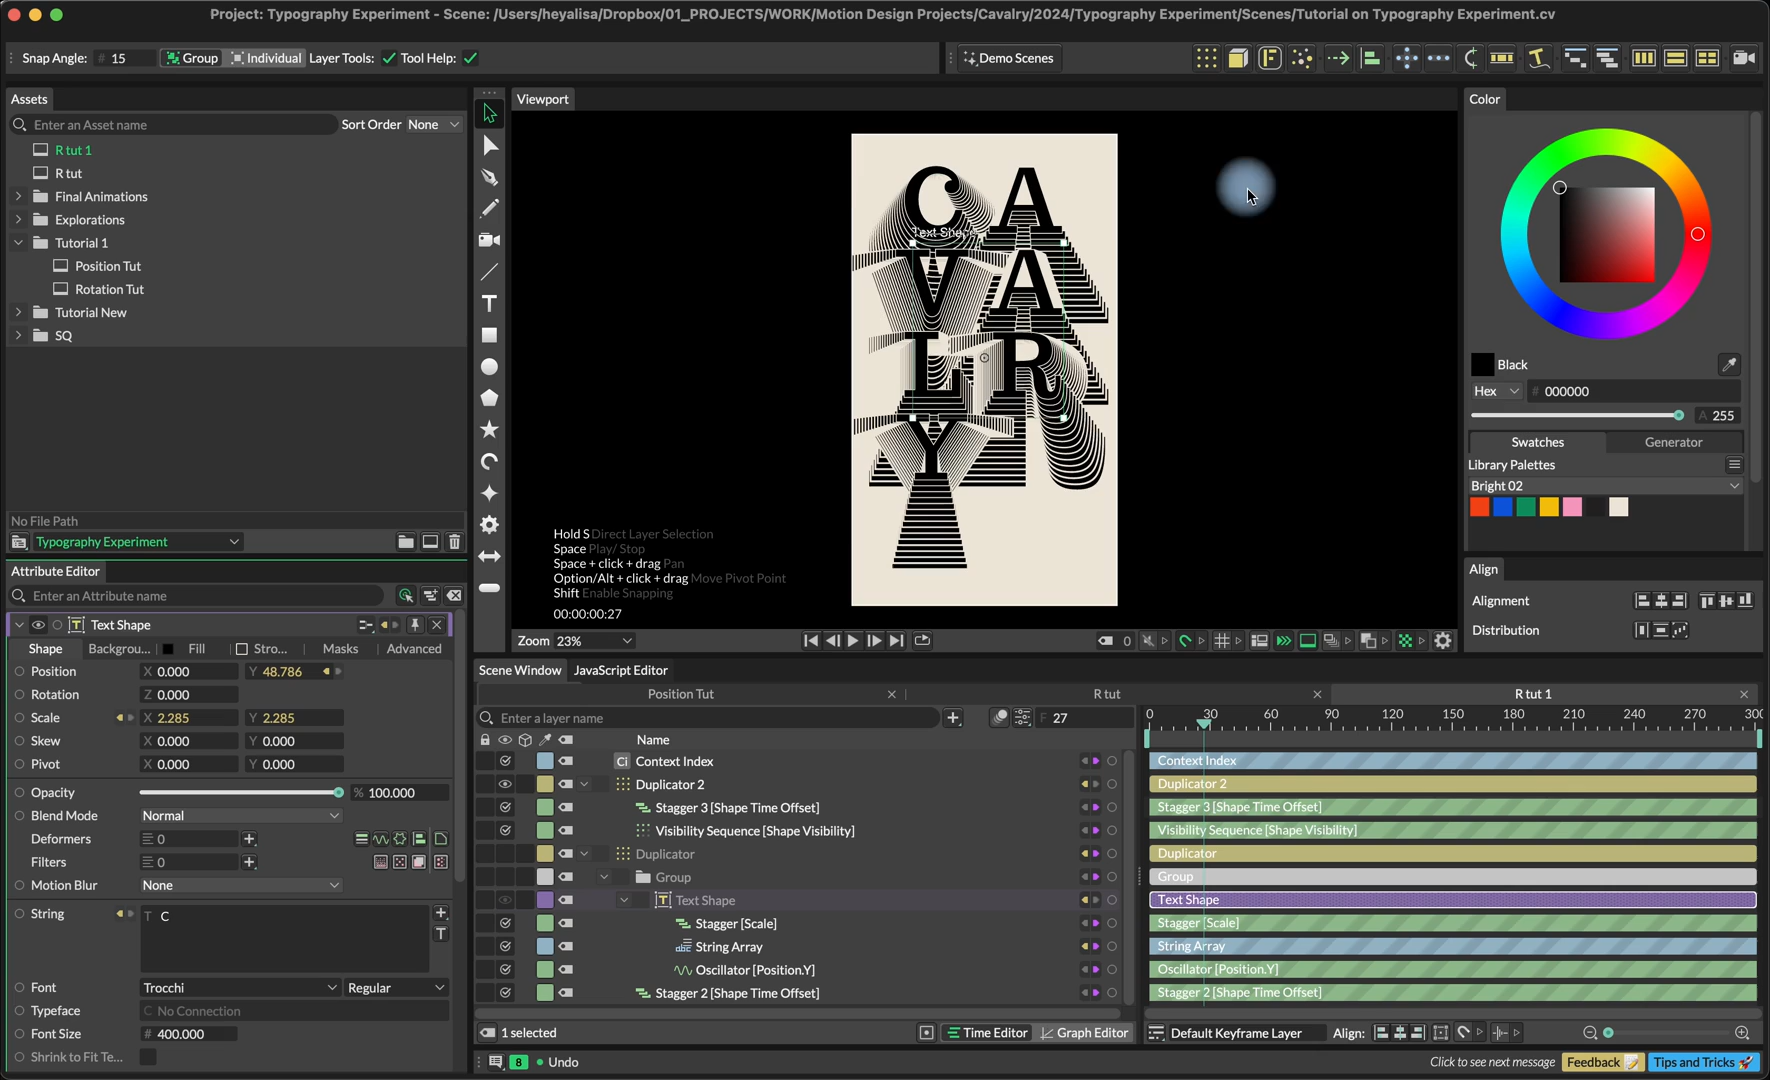 Project: Typography Experiment - Scene: /Users/heyalisa/Dropbox/01_PROJECTS/WORK/Motion Design Projects/Cavalry/2024/Typography Experiment/Scenes/Tutorial on Typography Experiment.cv
Snap Angle: # 15 Group Individual Layer Tools: Tool Help: Demo Scenes
Assets
Enter an Asset name Sort Order None
R tut 1
R tut
Final Animations
Explorations
Tutorial 1
Position Tut
Rotation Tut
Tutorial New
SQ
No File Path
Typography Experiment
Attribute Editor
Enter an Attribute name
Text Shape
Shape Backgrou... Fill Stro... Masks Advanced
Position X 0.000 Y 48.786
Rotation Z 0.000
Scale X 2.285 Y 2.285
Skew X 0.000 Y 0.000
Pivot X 0.000 Y 0.000
Opacity % 100.000
Blend Mode Normal
Deformers 0
Filters 0
Motion Blur None
String T C
Font Trocchi Regular
Typeface C No Connection
Font Size # 400.000
Shrink to Fit Te...
Viewport
C A
Text Shape
V A
L R
Y
Hold S Direct Layer Selection
Space Play/ Stop
Space + click + drag Pan
Option/Alt + click + drag Move Pivot Point
Shift Enable Snapping
00:00:00:27
Zoom 23% 0
Color
Black
Hex # 000000
A 255
Swatches Generator
Library Palettes
Bright 02
Align
Alignment
Distribution
Scene Window JavaScript Editor
Position Tut R tut R tut 1
Enter a layer name F 27
0 30 60 90 120 150 180 210 240 270 300
Name
Ci Context Index
Duplicator 2
Stagger 3 [Shape Time Offset]
Visibility Sequence [Shape Visibility]
Duplicator
Group
Text Shape
Stagger [Scale]
String Array
Oscillator [Position.Y]
Stagger 2 [Shape Time Offset]
Context Index
Duplicator 2
Stagger 3 [Shape Time Offset]
Visibility Sequence [Shape Visibility]
Duplicator
Group
Text Shape
Stagger [Scale]
String Array
Oscillator [Position.Y]
Stagger 2 [Shape Time Offset]
1 selected Time Editor Graph Editor Default Keyframe Layer Align:
8 Undo Click to see next message Feedback Tips and Tricks